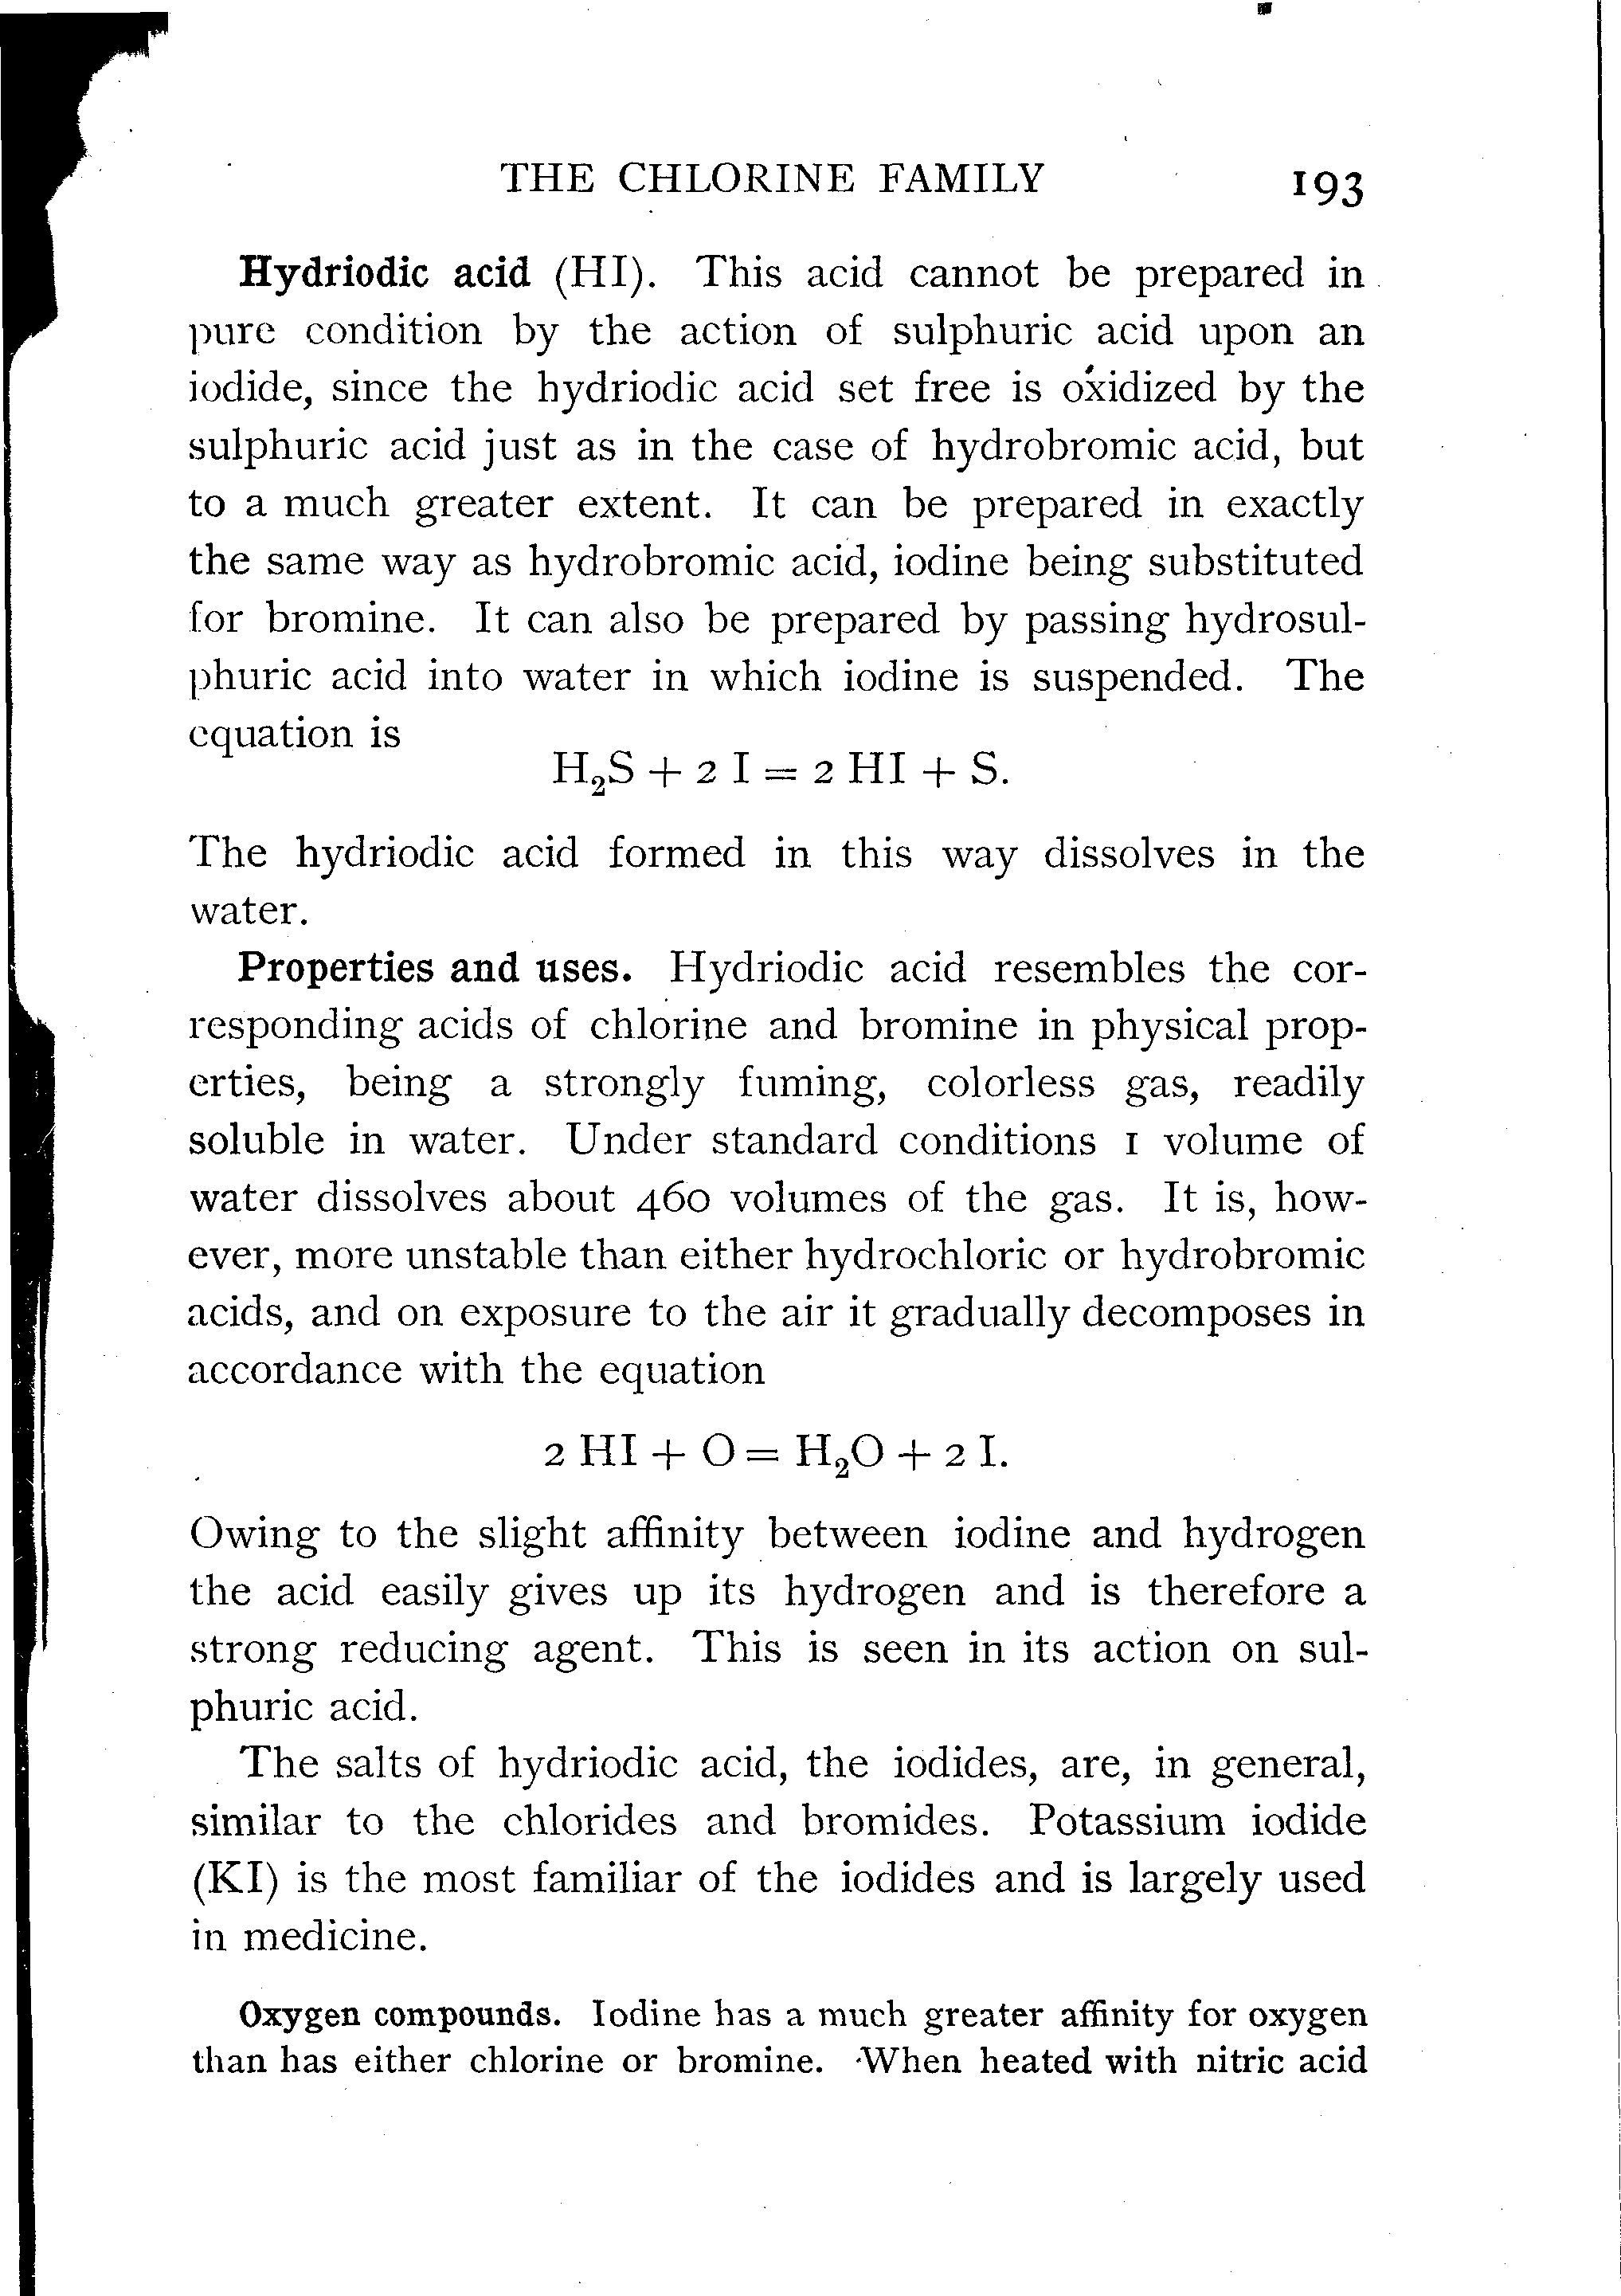 THE CHLORINE FAMILY 193
Hydriodic acid (HI). This acid cannot be prepared in
pure condition by the action of sulphuric acid upon an
iodide, since the hydriodic acid set free is oxidized by the
sulphuric acid just as in the case of hydrobromic acid, but
to a much greater extent. It can be prepared in exactly
the same way as hydrobromic acid, iodine being substituted
for bromine. It can also be prepared by passing hydrosul-
phuric acid into water in which iodine is suspended. The
equation is
H₂S + 2 I = 2 HI + S.
The hydriodic acid formed in this way dissolves in the
water.
Properties and uses. Hydriodic acid resembles the cor-
responding acids of chlorine and bromine in physical prop-
erties, being a strongly fuming, colorless gas, readily
soluble in water. Under standard conditions 1 volume of
water dissolves about 460 volumes of the gas. It is, how-
ever, more unstable than either hydrochloric or hydrobromic
acids, and on exposure to the air it gradually decomposes in
accordance with the equation
2 HI + O = H₂O + 2 I.
Owing to the slight affinity between iodine and hydrogen
the acid easily gives up its hydrogen and is therefore a
strong reducing agent. This is seen in its action on sul-
phuric acid.
The salts of hydriodic acid, the iodides, are, in general,
similar to the chlorides and bromides. Potassium iodide
(KI) is the most familiar of the iodides and is largely used
in medicine.
Oxygen compounds. Iodine has a much greater affinity for oxygen
than has either chlorine or bromine. When heated with nitric acid